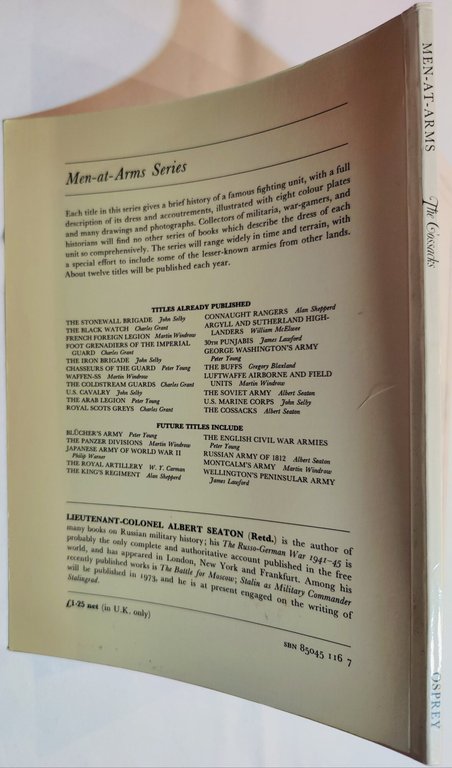 Men-at-Arms Series
Each title in this series gives a brief history of a famous fighting unit, with a full
description of its dress and accoutrements, illustrated with eight colour plates
and many drawings and photographs. Collectors of militaria, war-gamers, and
historians will find no other series of books which describe the dress of each
unit so comprehensively. The series will range widely in time and terrain, with
a special effort to include some of the lesser-known armies from other lands.
About twelve titles will be published each year.
TITLES ALREADY PUBLISHED
THE STONEWALL BRIGADE John Selby
THE BLACK WATCH Charles Grant
FRENCH FOREIGN LEGION Martin Windrow
FOOT GRENADIERS OF THE IMPERIAL
GUARD Charles Grant
THE IRON BRIGADE John Selby
CHASSEURS OF THE GUARD Peter Young
WAFFEN-SS Martin Windrow
THE COLDSTREAM GUARDS Charles Grant
U.S. CAVALRY John Selby
THE ARAB LEGION Peter Young
ROYAL SCOTS GREYS Charles Grant
CONNAUGHT RANGERS Alan Shepperd
ARGYLL AND SUTHERLAND HIGH-
LANDERS William McElwee
30TH PUNJABIS James Lawford
GEORGE WASHINGTON'S ARMY
Peter Young
THE BUFFS Gregory Blaxland
LUFTWAFFE AIRBORNE AND FIELD
UNITS Martin Windrow
THE SOVIET ARMY Albert Seaton
U.S. MARINE CORPS John Selby
THE COSSACKS Albert Seaton
FUTURE TITLES INCLUDE
BLÜCHER'S ARMY Peter Young
THE PANZER DIVISIONS Martin Windrow
JAPANESE ARMY OF WORLD WAR II
Philip Warner
THE ROYAL ARTILLERY W. Y. Carman
THE KING'S REGIMENT Alan Shepperd
THE ENGLISH CIVIL WAR ARMIES
Peter Young
RUSSIAN ARMY OF 1812 Albert Seaton
MONTCALM'S ARMY Martin Windrow
WELLINGTON'S PENINSULAR ARMY
James Lawford
LIEUTENANT-COLONEL ALBERT SEATON (Retd.) is the author of
many books on Russian military history; his The Russo-German War 1941-45 is
probably the only complete and authoritative account published in the free
world, and has appeared in London, New York and Frankfurt. Among his
recently published works is The Battle for Moscow; Stalin as Military Commander
will be published in 1973, and he is at present engaged on the writing of
Stalingrad.
£1·25 net (in U.K. only)
SBN 85045 116 7
MEN-AT-ARMS
The Cossacks
OSPREY